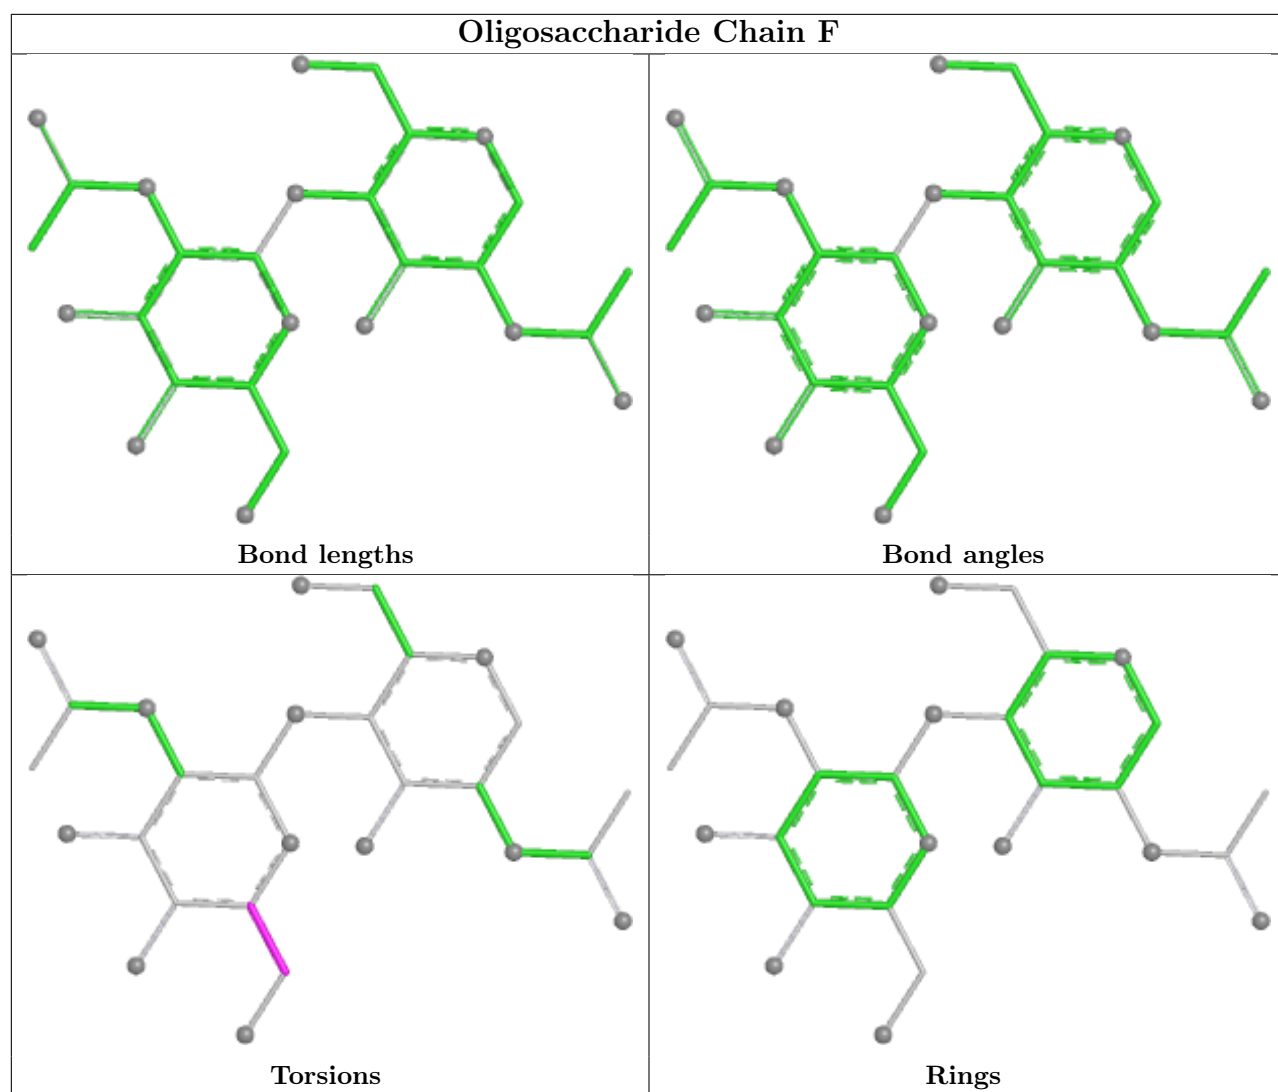 Oligosaccharide Chain F
Bond lengths
Bond angles
Torsions
Rings